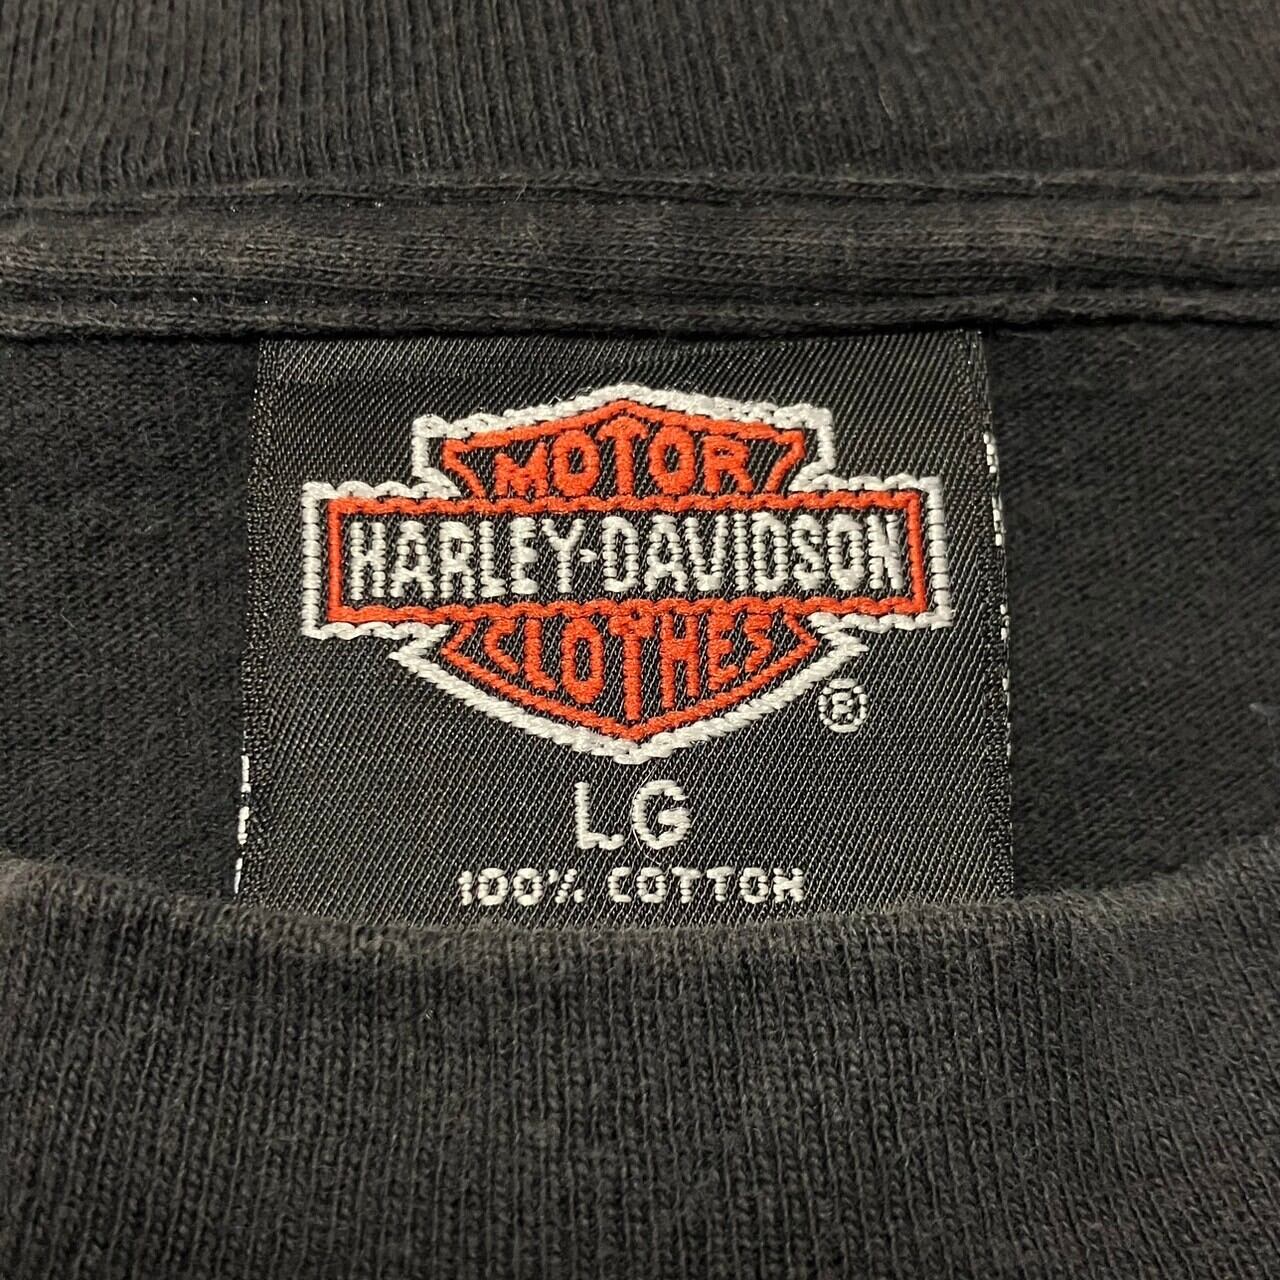 MOTOR
HARLEY-DAVIDSON
CLOTHES
®
LG
100% COTTON